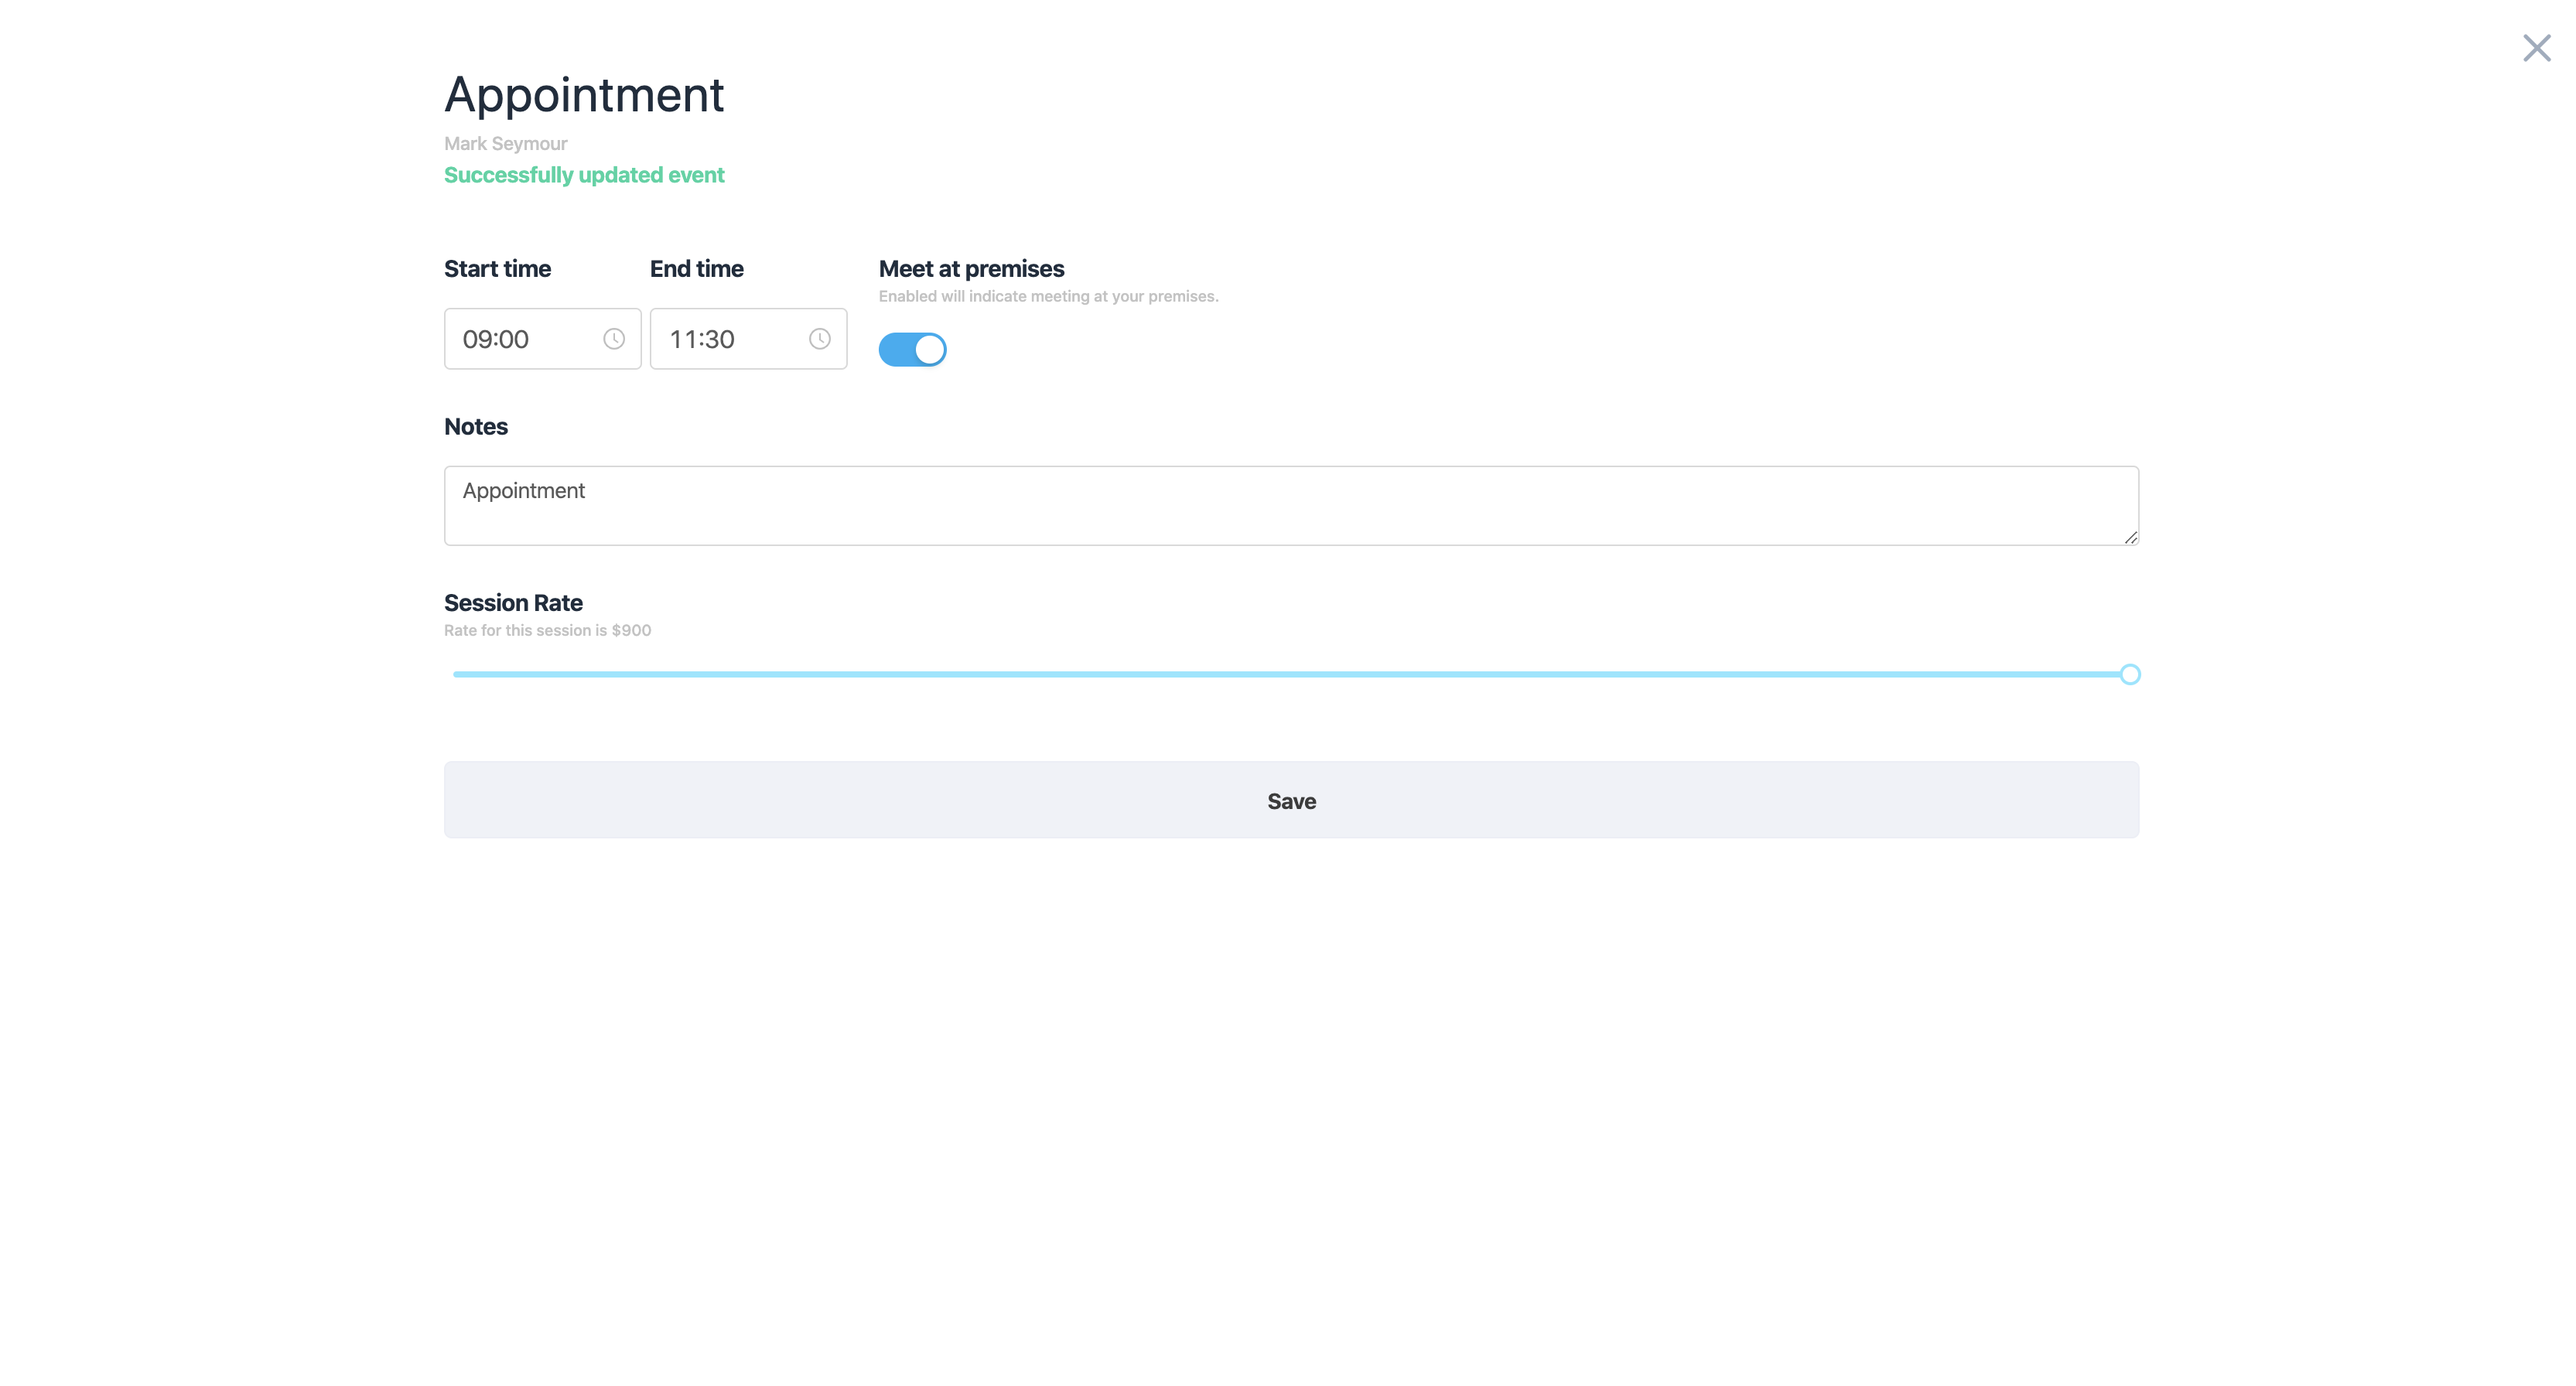 Appointment
Mark Seymour
Successfully updated event
Start time
End time
Meet at premises
Enabled will indicate meeting at your premises.
09:00
11:30
Notes
Appointment
Session Rate
Rate for this session is $900
Save